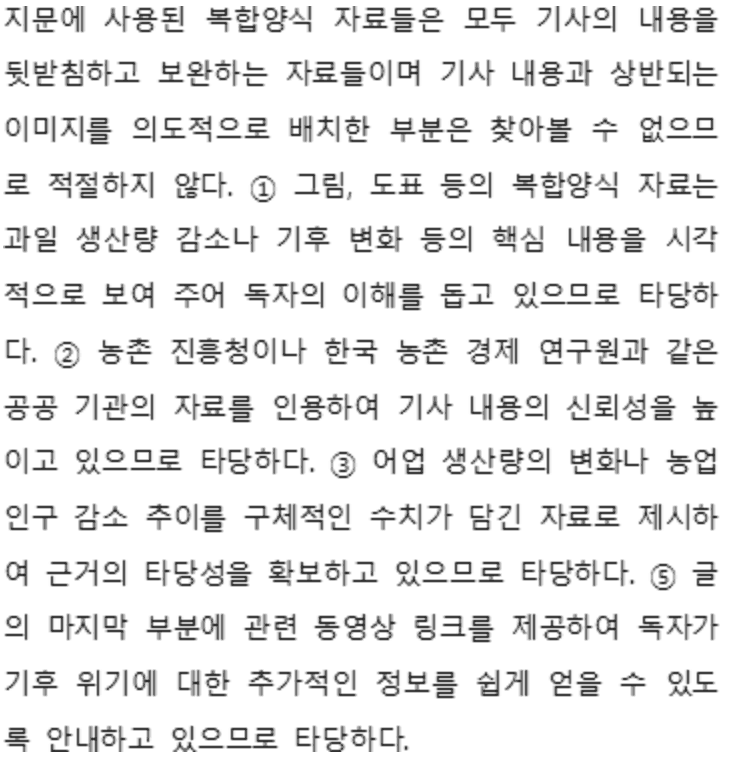 지문에 사용된 복합양식 자료들은 모두 기사의 내용을
뒷받침하고 보완하는 자료들이며 기사 내용과 상반되는
이미지를 의도적으로 배치한 부분은 찾아볼 수 없으므
로 적절하지 않다. ① 그림, 도표 등의 복합양식 자료는
과일 생산량 감소나 기후 변화 등의 핵심 내용을 시각
적으로 보여 주어 독자의 이해를 돕고 있으므로 타당하
다. ② 농촌 진흥청이나 한국 농촌 경제 연구원과 같은
공공 기관의 자료를 인용하여 기사 내용의 신뢰성을 높
이고 있으므로 타당하다. ③ 어업 생산량의 변화나 농업
인구 감소 추이를 구체적인 수치가 담긴 자료로 제시하
여 근거의 타당성을 확보하고 있으므로 타당하다. ⑤ 글
의 마지막 부분에 관련 동영상 링크를 제공하여 독자가
기후 위기에 대한 추가적인 정보를 쉽게 얻을 수 있도
록 안내하고 있으므로 타당하다.